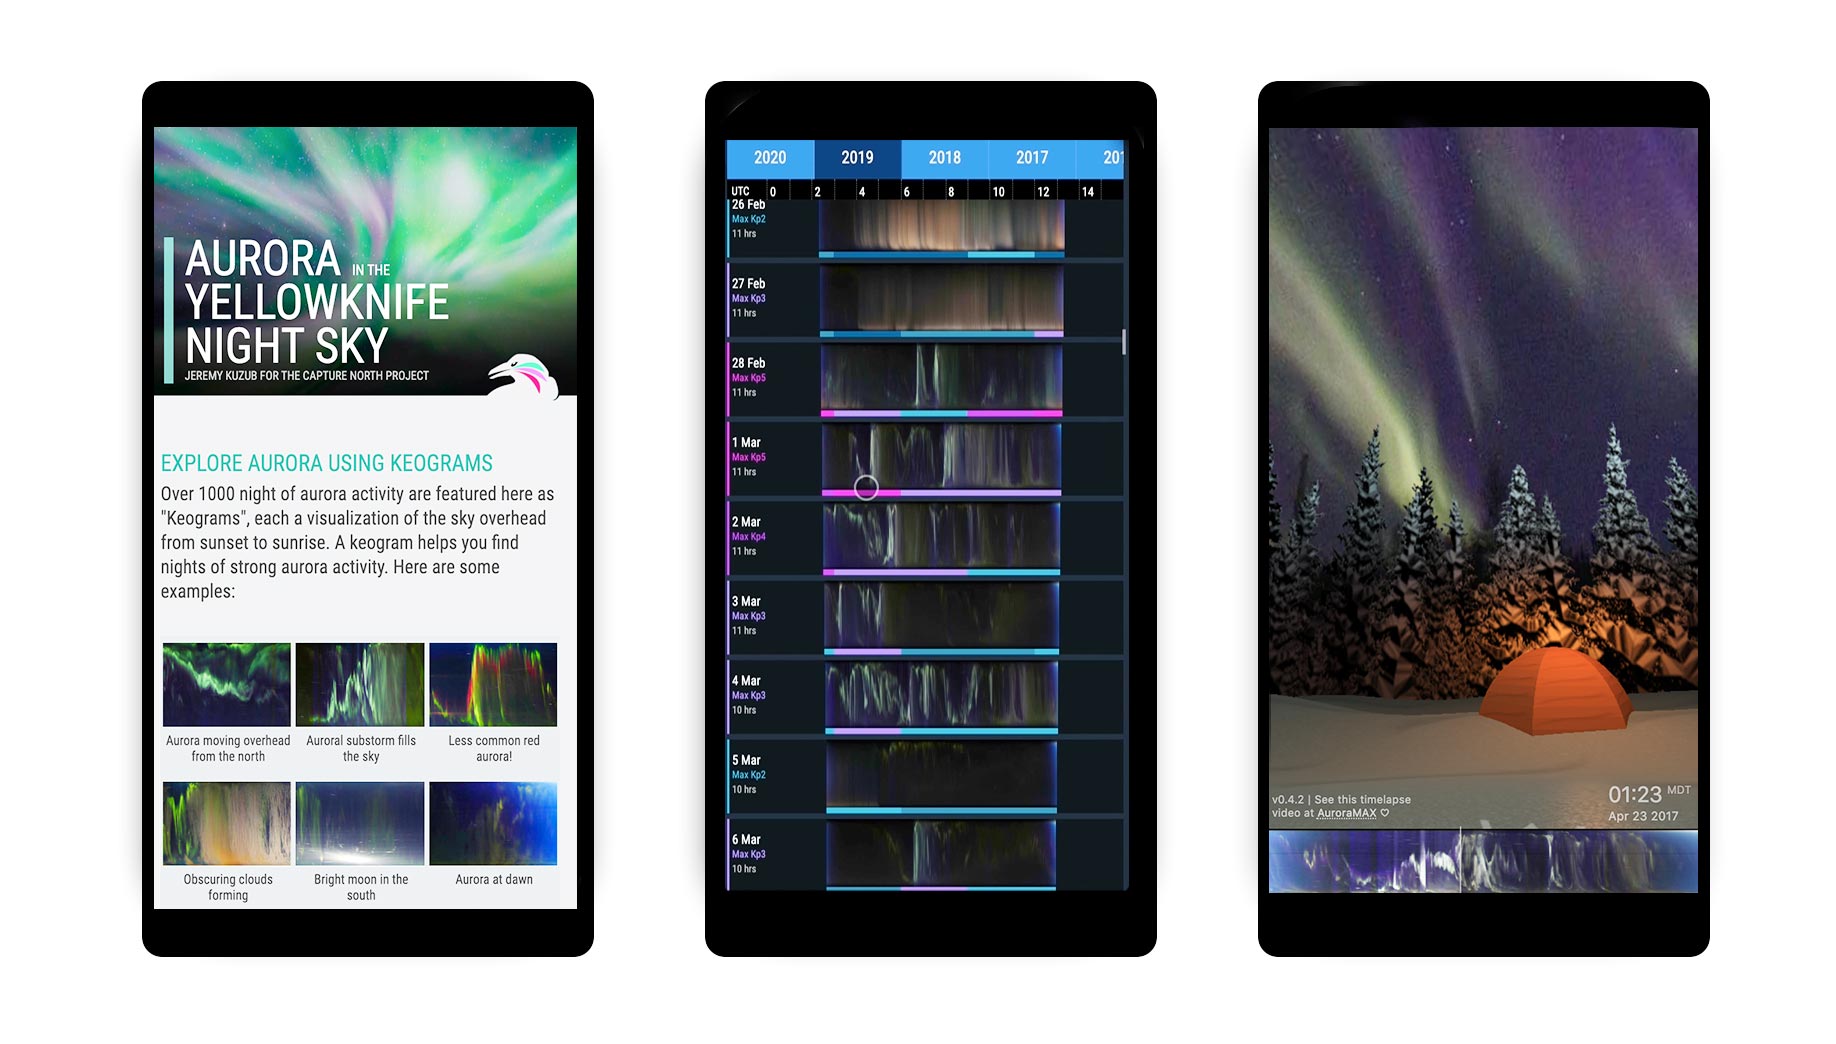 AURORA IN THE
YELLOWKNIFE
NIGHT SKY
JEREMY KUZUB FOR THE CAPTURE NORTH PROJECT
EXPLORE AURORA USING KEOGRAMS
Over 1000 night of aurora activity are featured here as
"Keograms", each a visualization of the sky overhead
from sunset to sunrise. A keogram helps you find
nights of strong aurora activity. Here are some
examples:
Aurora moving overhead
from the north
Auroral substorm fills
the sky
Less common red
aurora!
Obscuring clouds
forming
Bright moon in the
south
Aurora at dawn
2020 2019 2018 2017 201
UTC 0 2 4 6 8 10 12 14
26 Feb
Max Kp2
11 hrs
27 Feb
Max Kp3
11 hrs
28 Feb
Max Kp5
11 hrs
1 Mar
Max Kp5
11 hrs
2 Mar
Max Kp4
11 hrs
3 Mar
Max Kp3
11 hrs
4 Mar
Max Kp3
10 hrs
5 Mar
Max Kp2
10 hrs
6 Mar
Max Kp3
10 hrs
v0.4.2 | See this timelapse
video at AuroraMAX ♡
01:23 MDT
Apr 23 2017